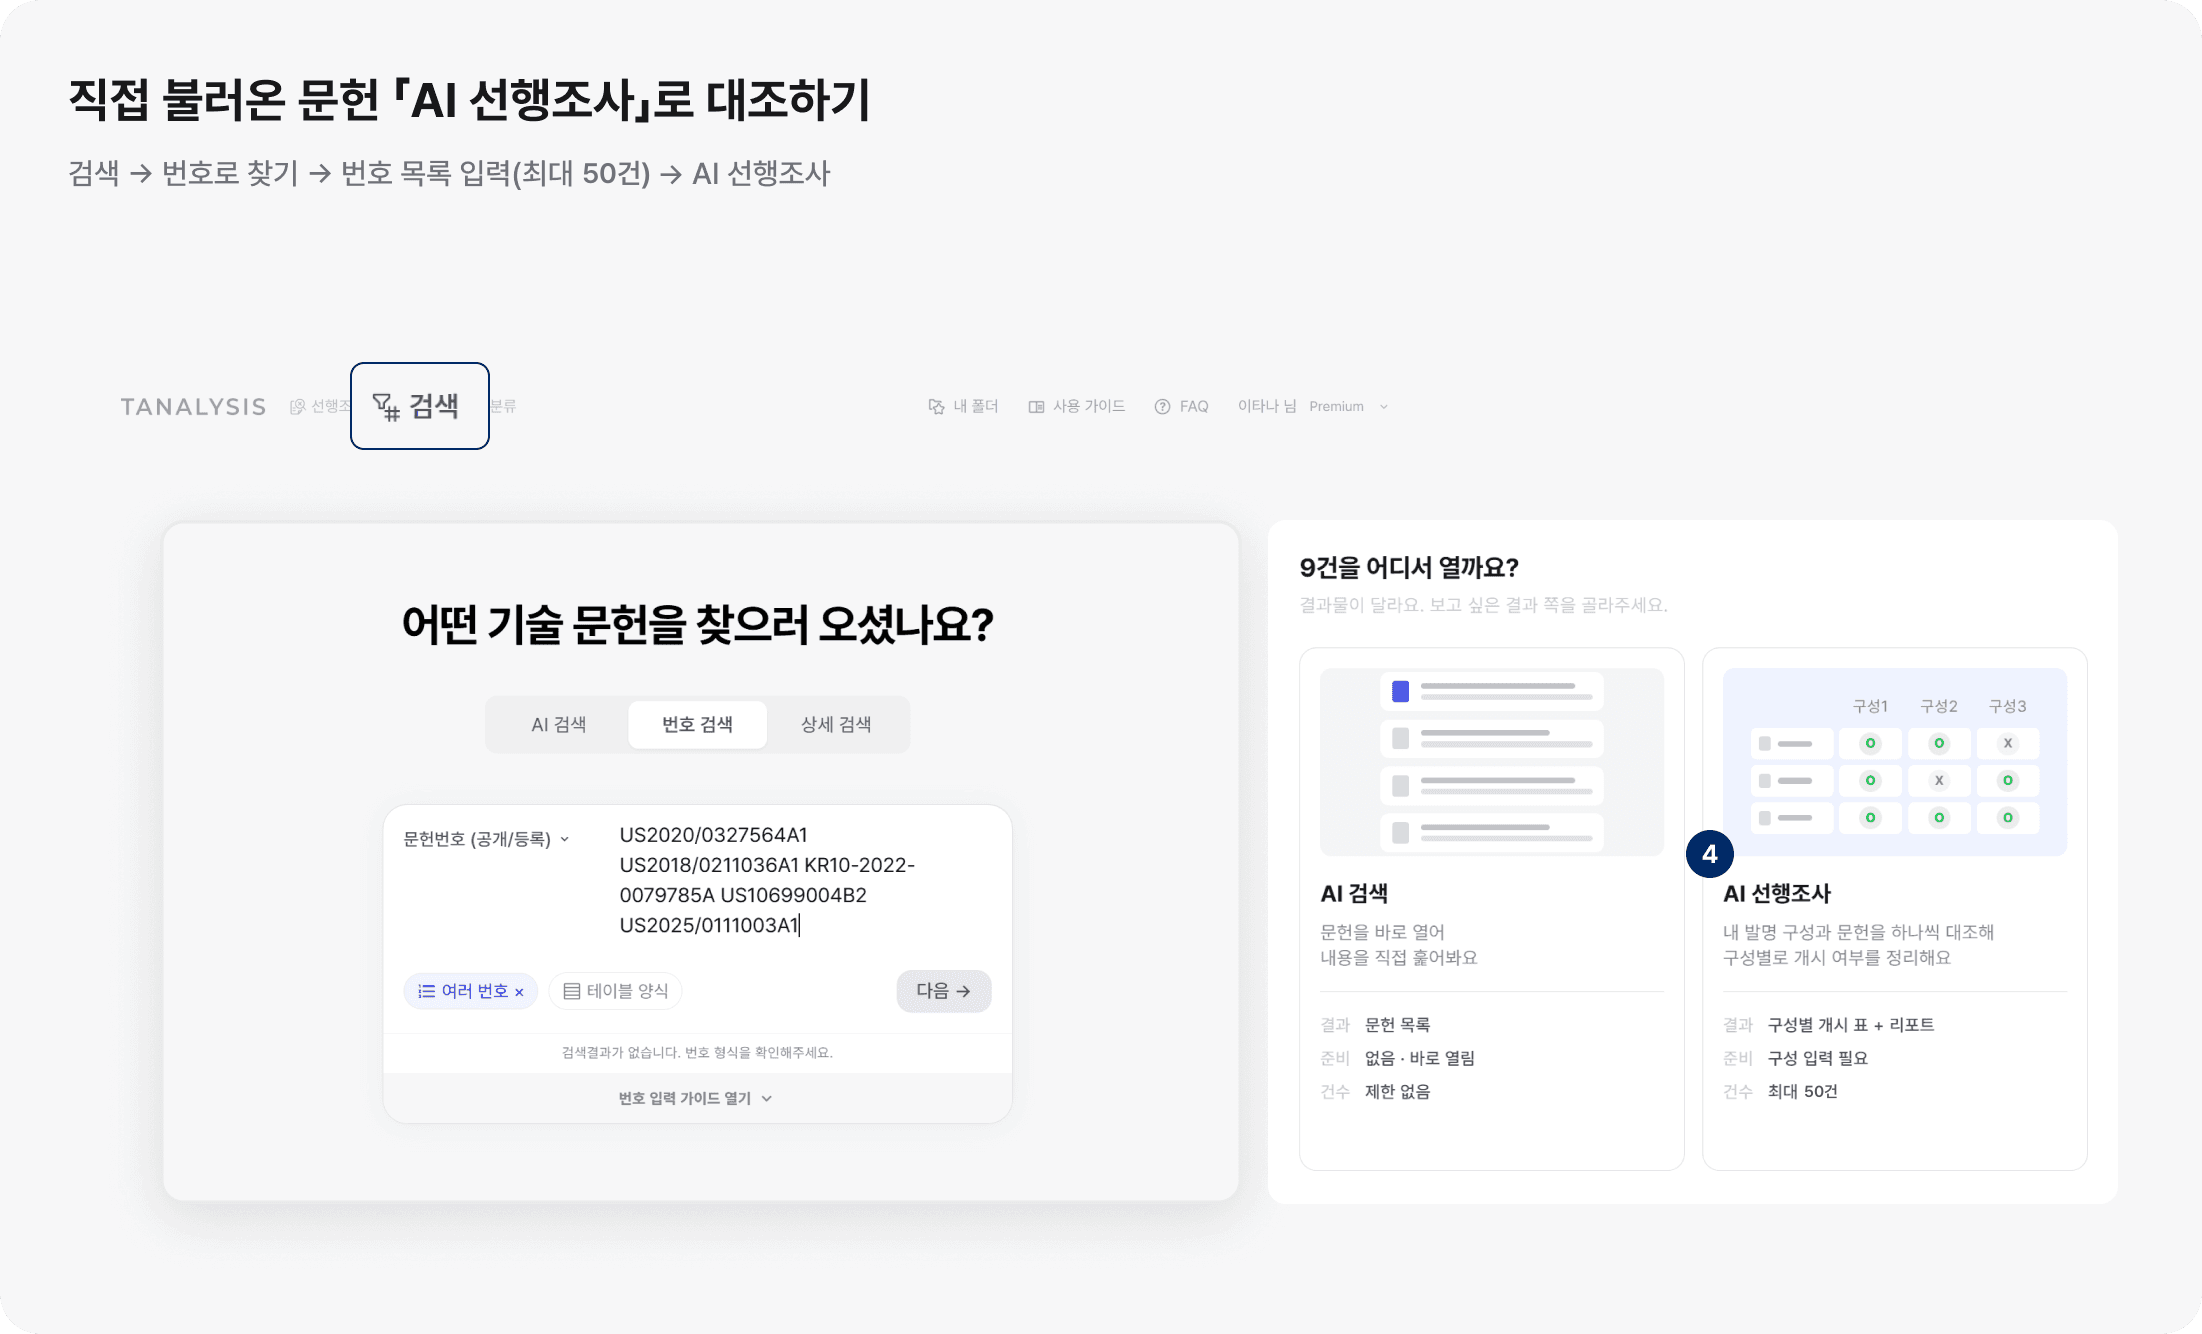 직접 불러온 문헌 「AI 선행조사」로 대조하기
검색 → 번호로 찾기 → 번호 목록 입력(최대 50건) → AI 선행조사
TANALYSIS 선행조 검색 분류 내 폴더 사용 가이드 FAQ 이타나 님 Premium
어떤 기술 문헌을 찾으러 오셨나요?
AI 검색 번호 검색 상세 검색
문헌번호 (공개/등록)
US2020/0327564A1
US2018/0211036A1 KR10-2022-
0079785A US10699004B2
US2025/0111003A1
여러 번호 × 테이블 양식 다음 →
검색결과가 없습니다. 번호 형식을 확인해주세요.
번호 입력 가이드 열기
9건을 어디서 열까요?
결과물이 달라요. 보고 싶은 결과 쪽을 골라주세요.
AI 검색
문헌을 바로 열어
내용을 직접 훑어봐요
결과 문헌 목록
준비 없음 · 바로 열림
건수 제한 없음
구성1 구성2 구성3
O O X
O X O
O O O
4
AI 선행조사
내 발명 구성과 문헌을 하나씩 대조해
구성별로 개시 여부를 정리해요
결과 구성별 개시 표 + 리포트
준비 구성 입력 필요
건수 최대 50건